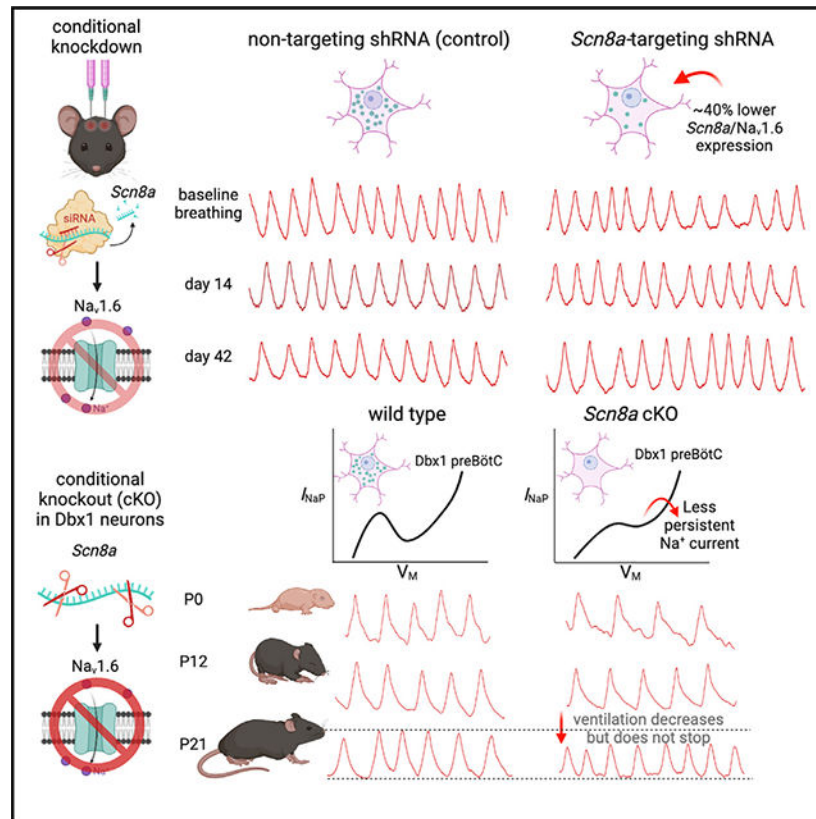 conditional
knockdown
non-targeting shRNA (control)
Scn8a-targeting shRNA
~40% lower
Scn8a/Naᵥ1.6
expression
Scn8a
siRNA
baseline
breathing
day 14
Naᵥ1.6
day 42
Na⁺
wild type
Scn8a cKO
Dbx1 preBötC
Dbx1 preBötC
conditional
knockout (cKO)
in Dbx1 neurons
I_NaP
I_NaP
Less
persistent
Na⁺ current
Scn8a
V_M
V_M
P0
P12
Naᵥ1.6
P21
ventilation decreases
but does not stop
Na⁺